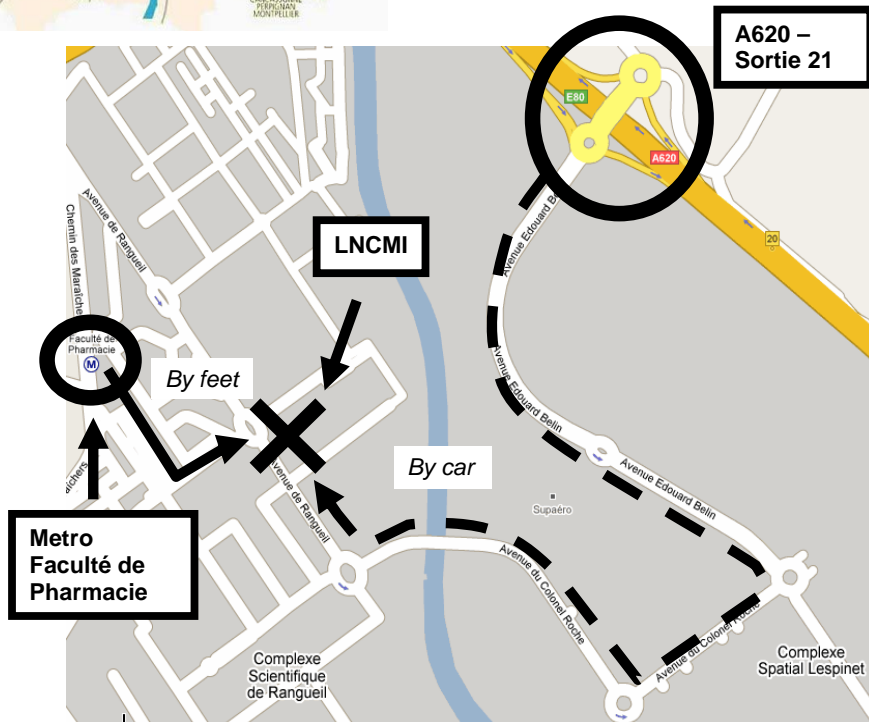 CARCASSONNE
PERPIGNAN
MONTPELLIER
A620 –
Sortie 21
E80
A620
20
Avenue de Rangueil
Chemin des Maraîchers
LNCMI
Avenue Edouard Belin
Faculté de
Pharmacie
M
By feet
Avenue Edouard Belin
Avenue Edouard Belin
By car
Avenue de Rangueil
Supaéro
Metro
Faculté de
Pharmacie
Avenue du Colonel Roche
Avenue du Colonel Roche
Complexe
Scientifique
de Rangueil
Complexe
Spatial Lespinet